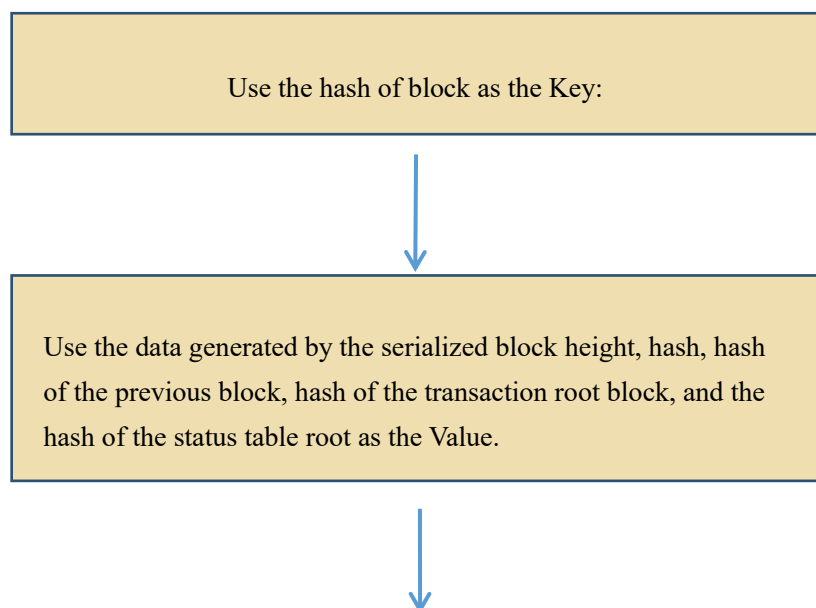 Use the hash of block as the Key:
Use the data generated by the serialized block height, hash, hash
of the previous block, hash of the transaction root block, and the
hash of the status table root as the Value.